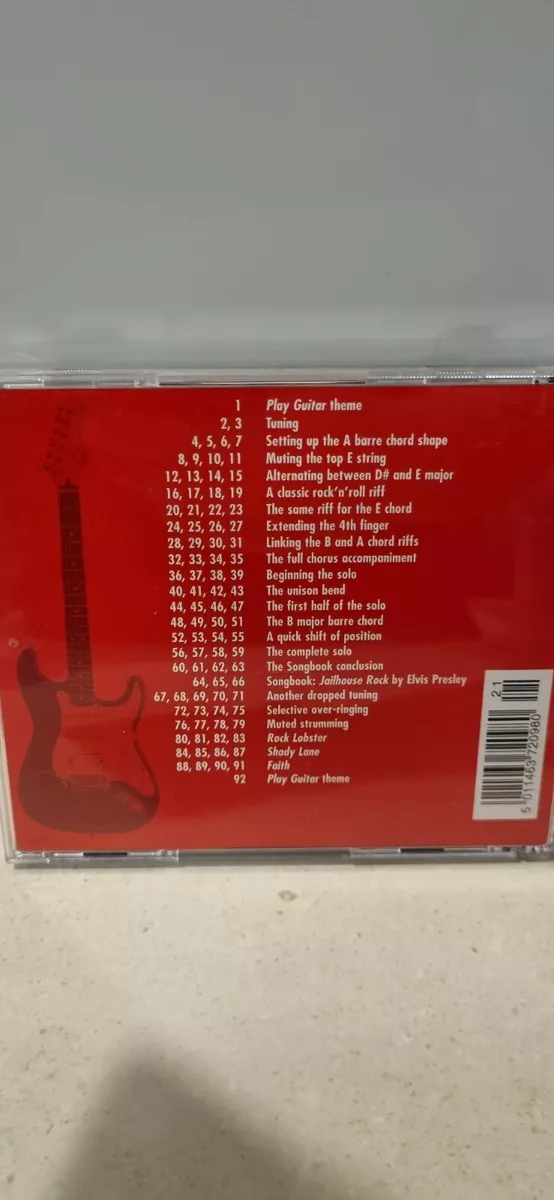 1 Play Guitar theme
2, 3 Tuning
4, 5, 6, 7 Setting up the A barre chord shape
8, 9, 10, 11 Muting the top E string
12, 13, 14, 15 Alternating between D# and E major
16, 17, 18, 19 A classic rock'n'roll riff
20, 21, 22, 23 The same riff for the E chord
24, 25, 26, 27 Extending the 4th finger
28, 29, 30, 31 Linking the B and A chord riffs
32, 33, 34, 35 The full chorus accompaniment
36, 37, 38, 39 Beginning the solo
40, 41, 42, 43 The unison bend
44, 45, 46, 47 The first half of the solo
48, 49, 50, 51 The B major barre chord
52, 53, 54, 55 A quick shift of position
56, 57, 58, 59 The complete solo
60, 61, 62, 63 The Songbook conclusion
64, 65, 66 Songbook: Jailhouse Rock by Elvis Presley
67, 68, 69, 70, 71 Another dropped tuning
72, 73, 74, 75 Selective over-ringing
76, 77, 78, 79 Muted strumming
80, 81, 82, 83 Rock Lobster
84, 85, 86, 87 Shady Lane
88, 89, 90, 91 Faith
92 Play Guitar theme
21
5 011463 720980